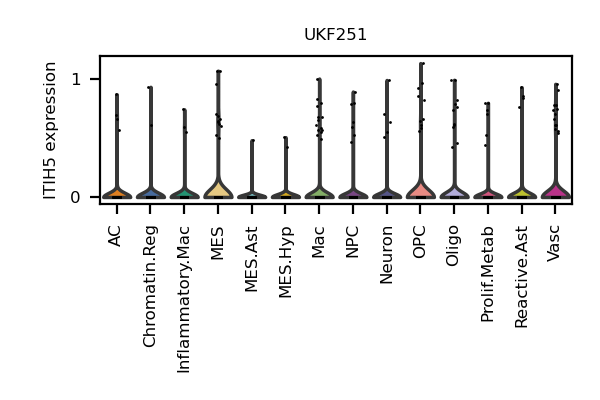 UKF251
ITIH5 expression
1
0
AC
Chromatin.Reg
Inflammatory.Mac
MES
MES.Ast
MES.Hyp
Mac
NPC
Neuron
OPC
Oligo
Prolif.Metab
Reactive.Ast
Vasc